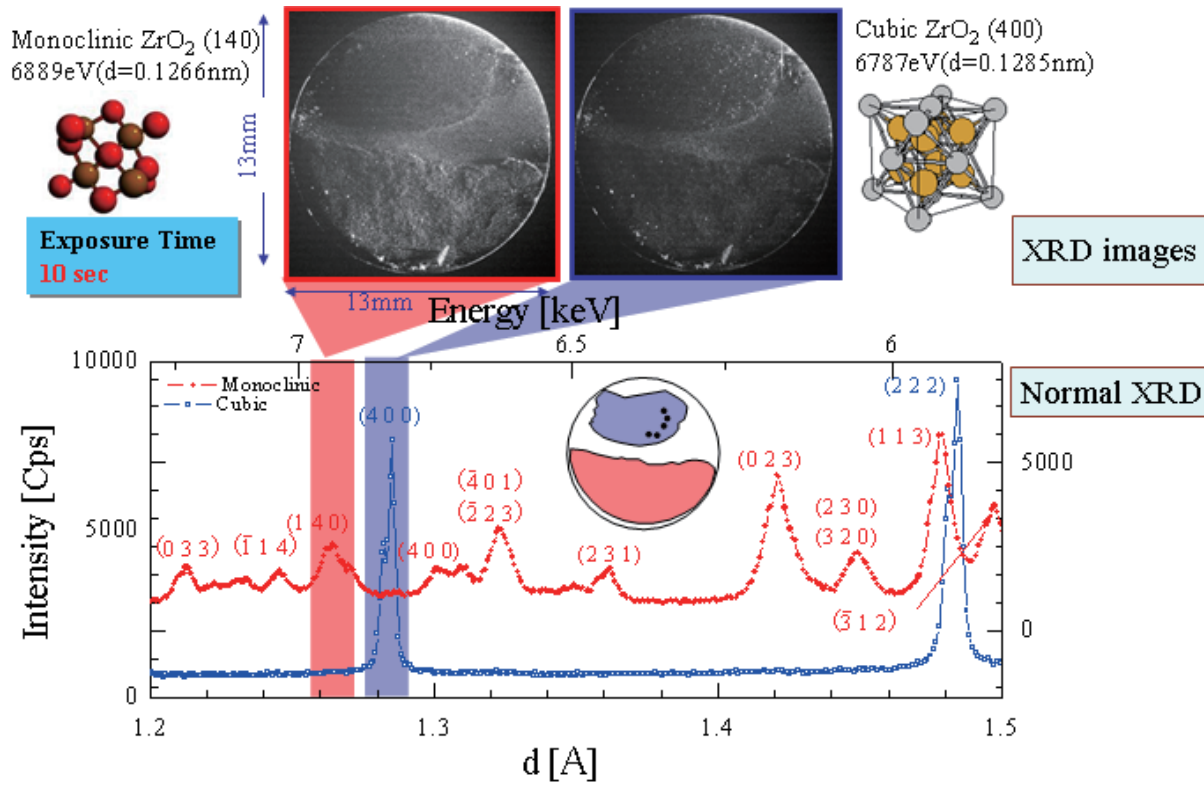 Monoclinic ZrO2 (140)
6889eV(d=0.1266nm)
Cubic ZrO2 (400)
6787eV(d=0.1285nm)
13mm
Exposure Time
10 sec
XRD images
13mm
Energy [keV]
7
6.5
6
10000
5000
0
Intensity [Cps]
Monoclinic
Cubic
Normal XRD
5000
0
(0 3 3)
(1̄ 1 4)
(1 4 0)
(4 0 0)
(4 0 0)
(4̄ 0 1)
(2̄ 2 3)
(2 3 1)
(0 2 3)
(2 3 0)
(3 2 0)
(1 1 3)
(2 2 2)
(3̄ 1 2)
1.2
1.3
1.4
1.5
d [A]